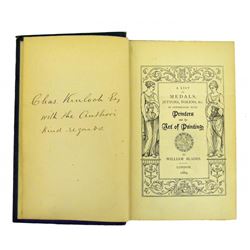 Chas Kinloch Esq
with the Author's
kind regards
A LIST
OF
MEDALS,
JETTONS, TOKENS, &c.
IN CONNECTION WITH
Printers
and the
Art of Printing
BY
WILLIAM BLADES
LONDON
1869